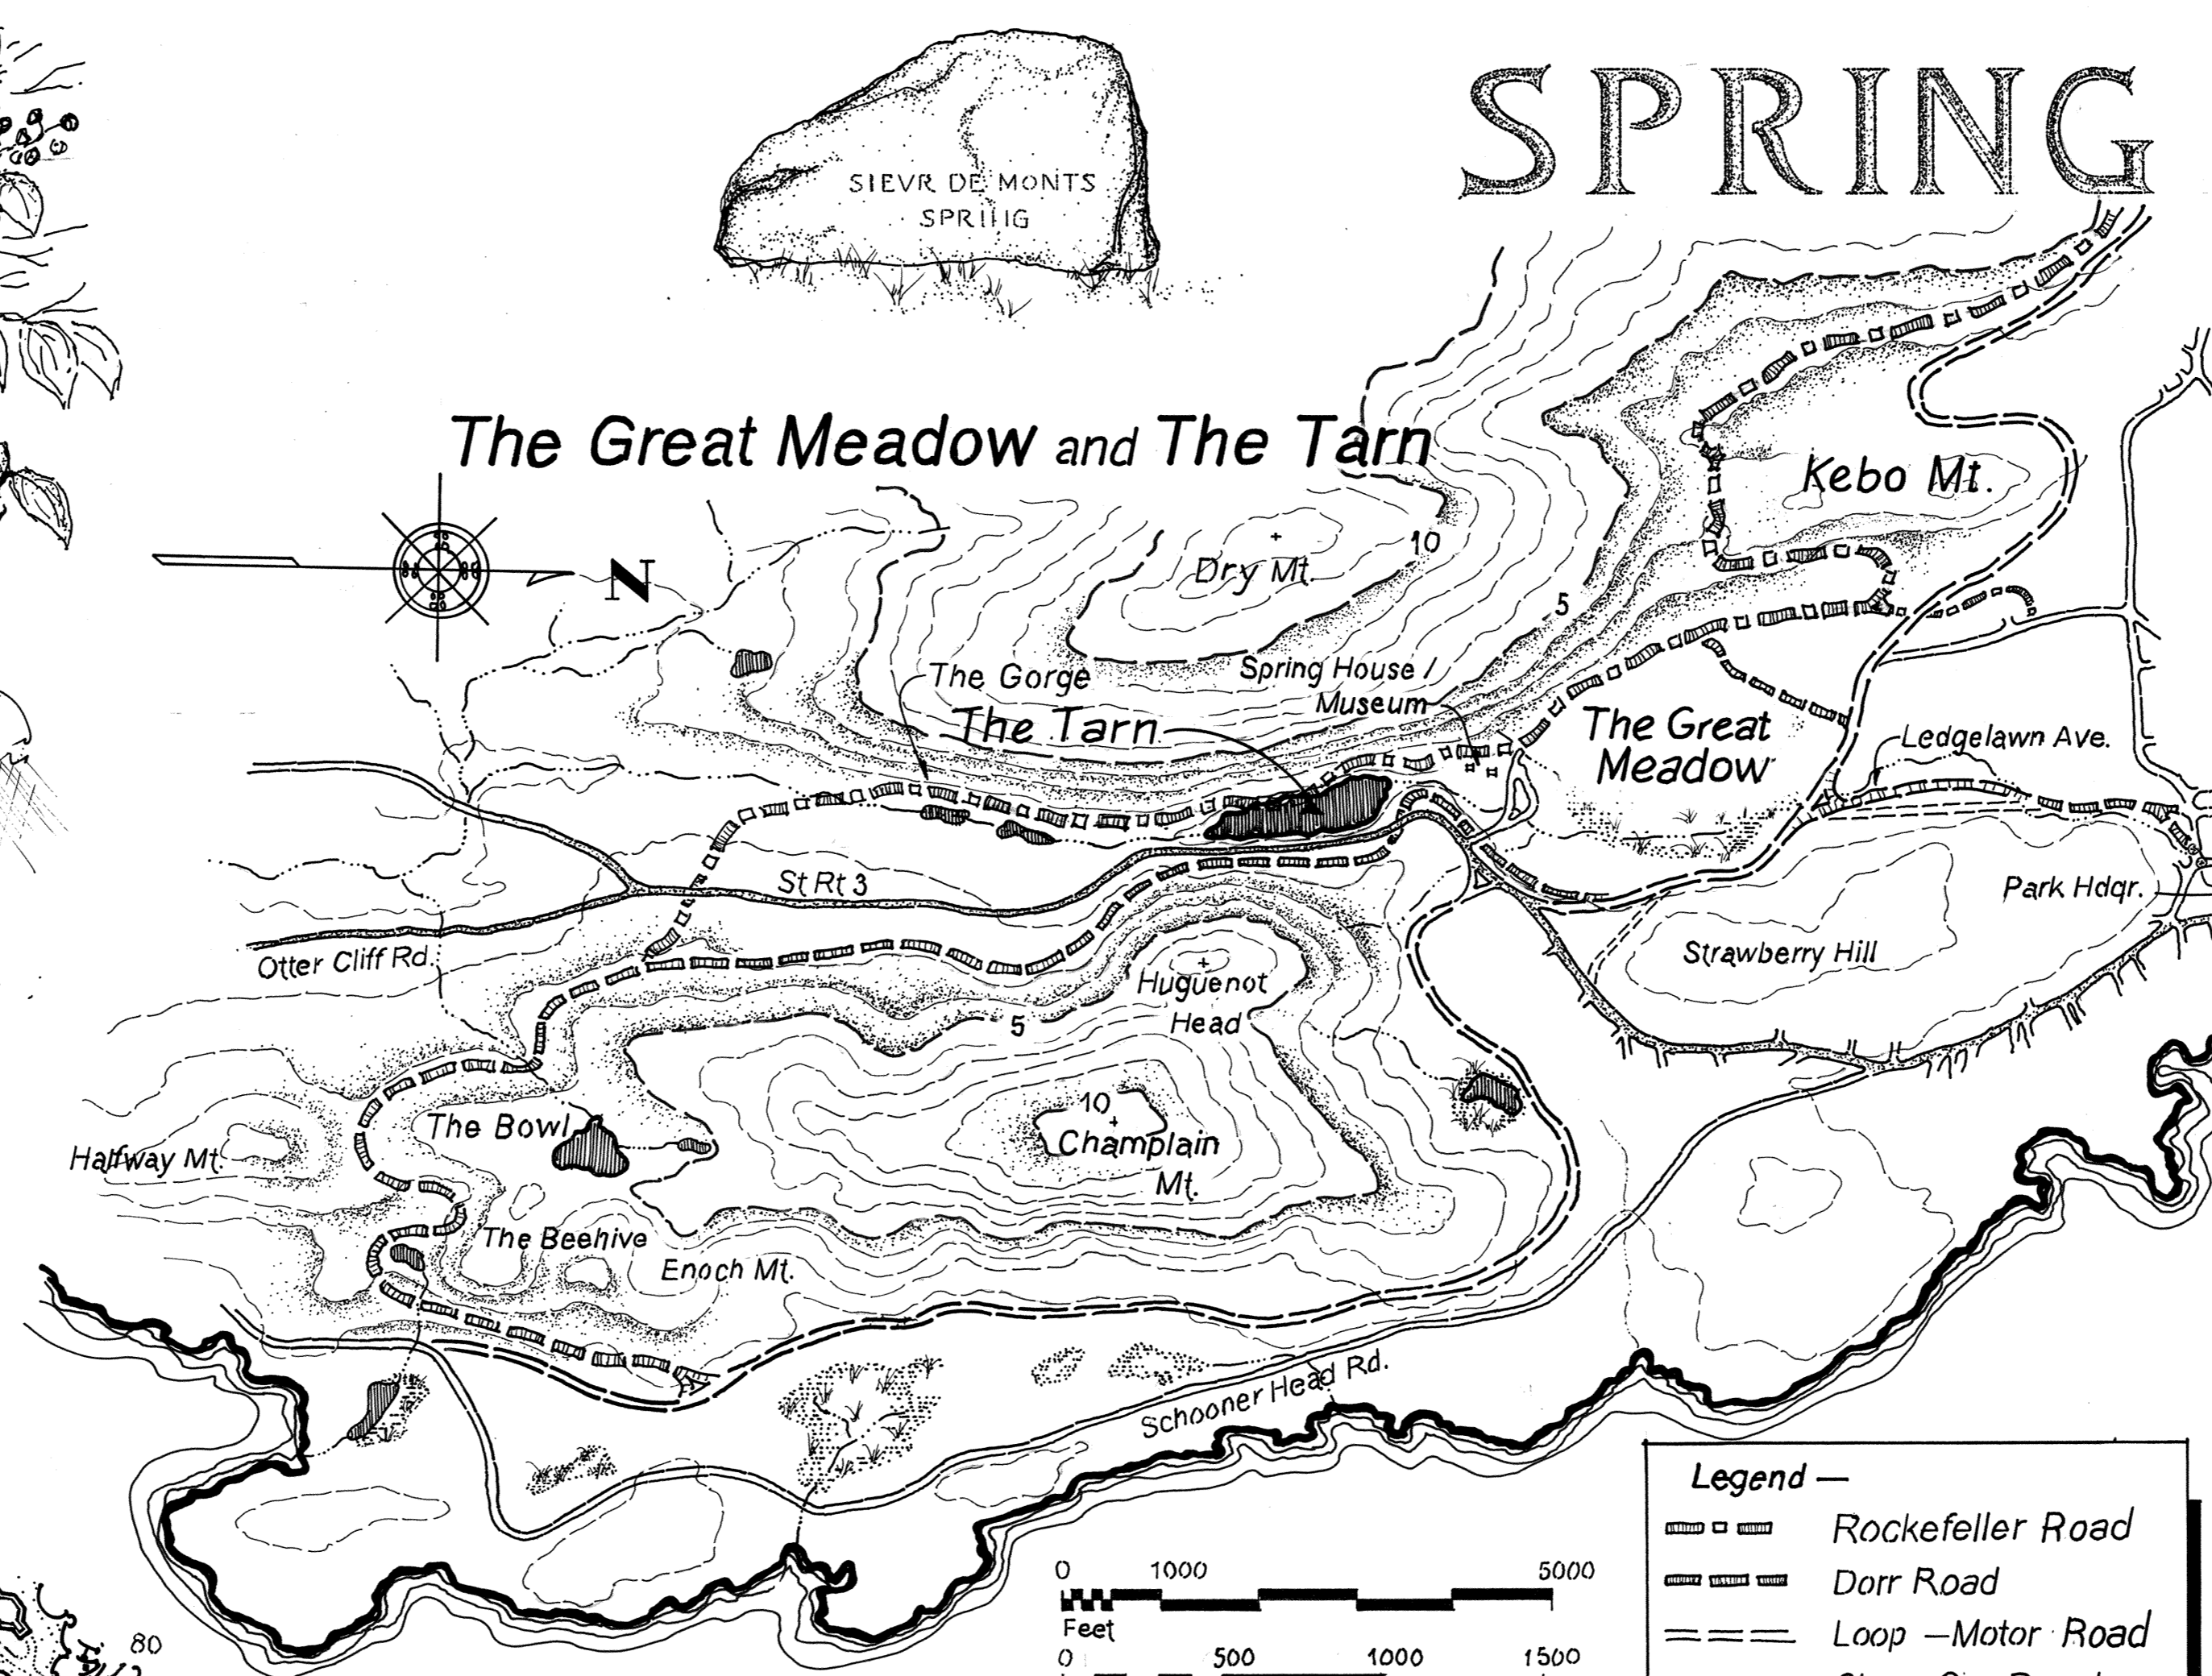 SPRING
SIEVR DE MONTS
SPRING
The Great Meadow and The Tarn
Kebo Mt.
10
Dry Mt.
N
5
The Gorge
Spring House /
Museum
The Tarn
The Great
Meadow
Ledgelawn Ave.
St Rt 3
Park Hdqr.
Otter Cliff Rd.
Strawberry Hill
Huguenot
Head
5
10
The Bowl
Champlain
Mt.
Halfway Mt.
The Beehive
Enoch Mt.
Schooner Head Rd.
Legend —
Rockefeller Road
Dorr Road
Loop - Motor Road
0 1000 5000
Feet
0 500 1000 1500
80